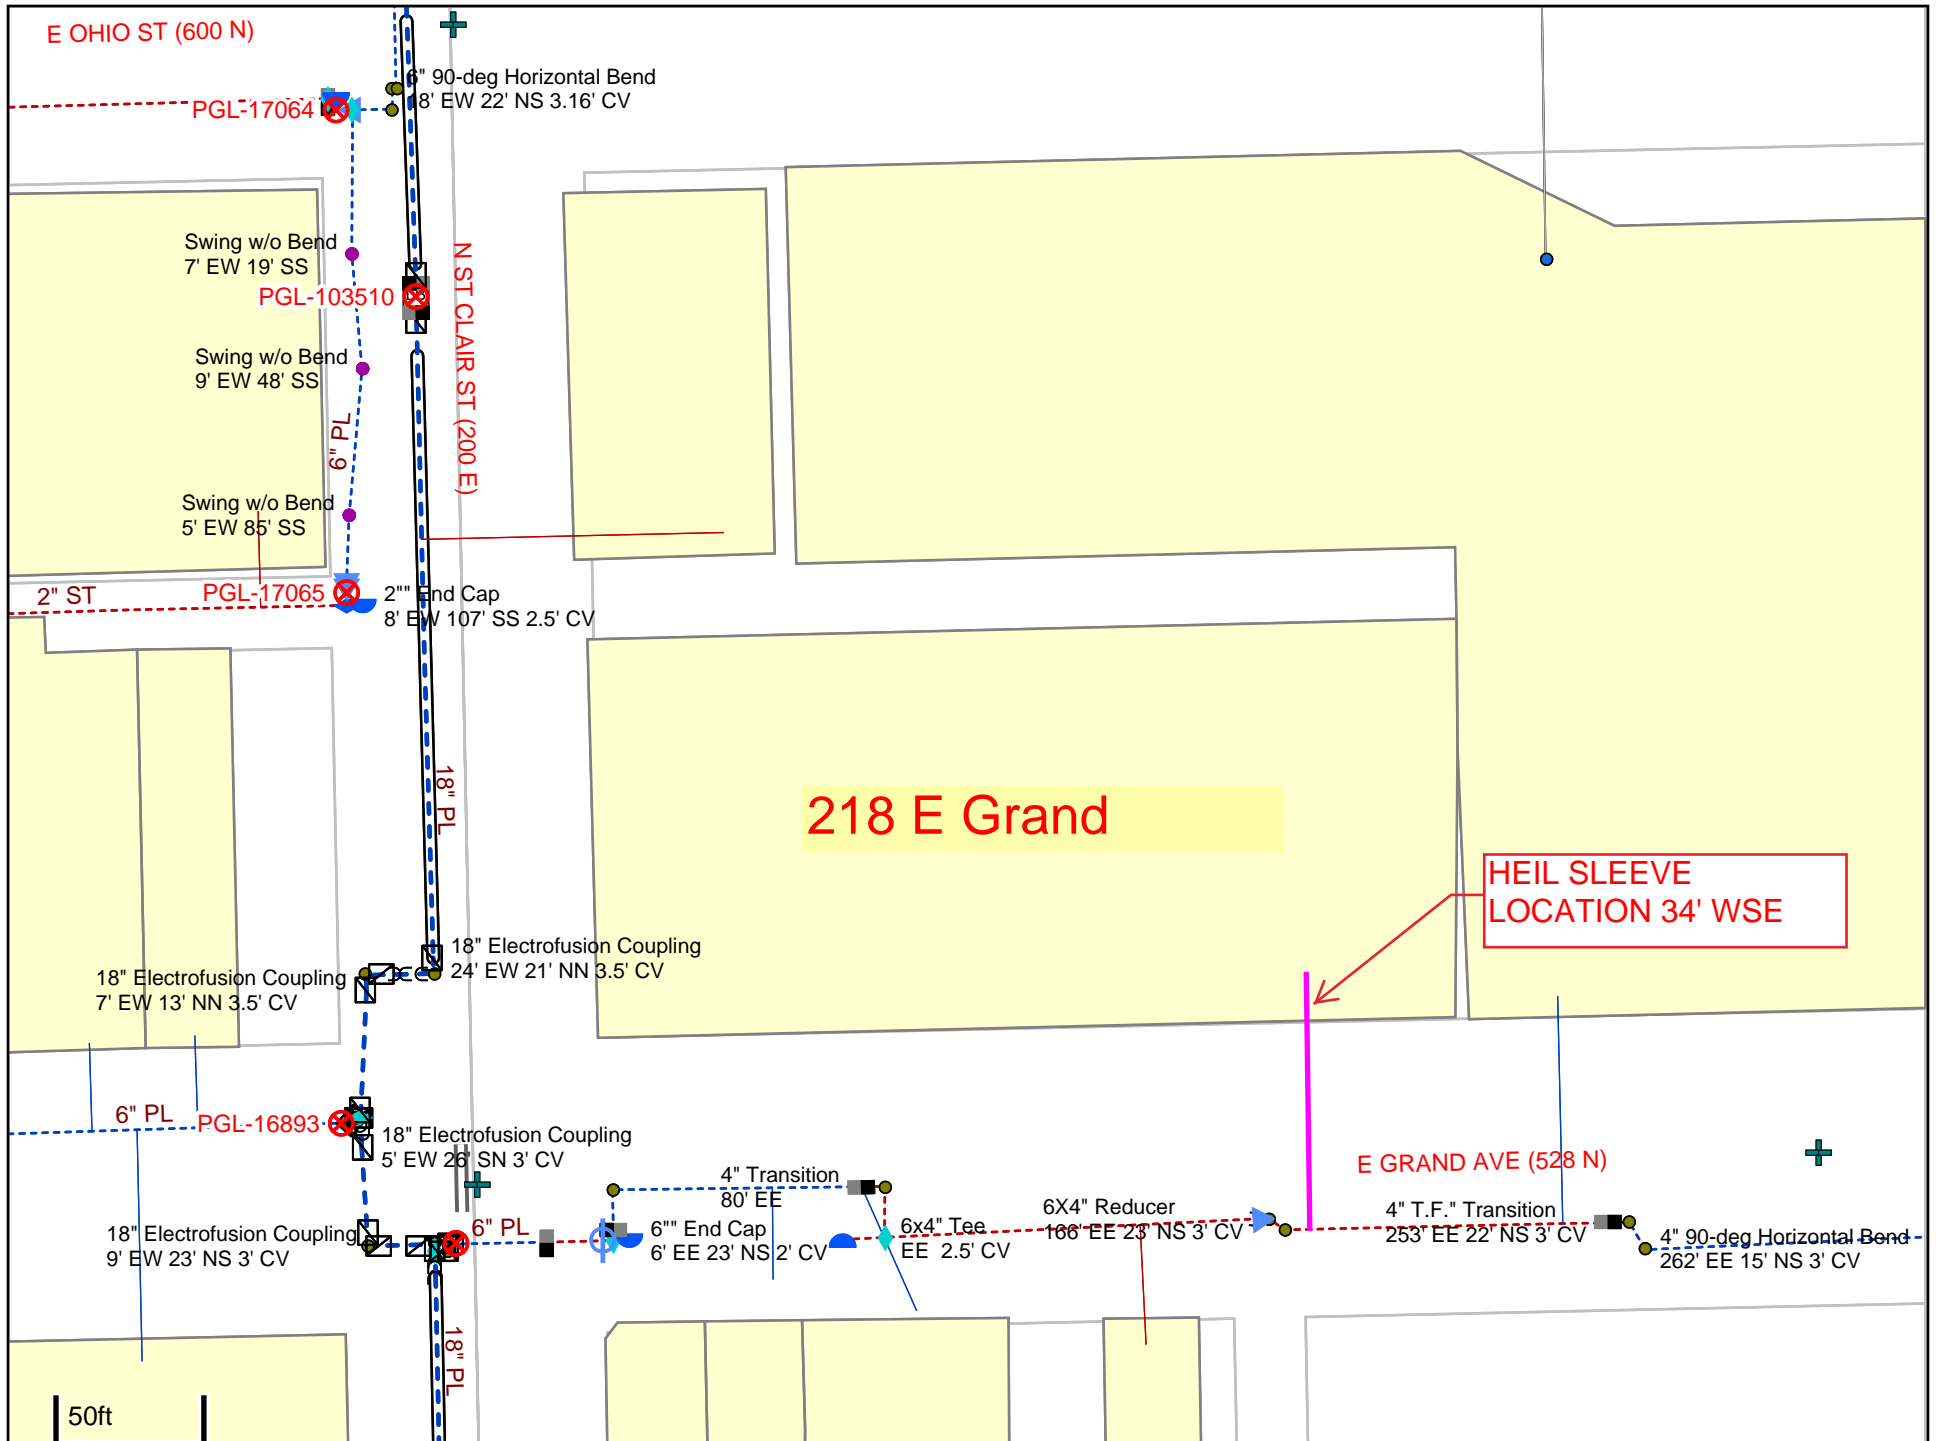 E OHIO ST (600 N)
6" 90-deg Horizontal Bend
18' EW 22' NS 3.16' CV
PGL-17064
Swing w/o Bend
7' EW 19' SS
PGL-103510
N ST CLAIR ST (200 E)
Swing w/o Bend
9' EW 48' SS
6" PL
Swing w/o Bend
5' EW 85' SS
2" ST
PGL-17065
2"" End Cap
8' EW 107' SS 2.5' CV
18" PL
218 E Grand
HEIL SLEEVE
LOCATION 34' WSE
18" Electrofusion Coupling
24' EW 21' NN 3.5' CV
18" Electrofusion Coupling
7' EW 13' NN 3.5' CV
6" PL
PGL-16893
18" Electrofusion Coupling
5' EW 26' SN 3' CV
E GRAND AVE (528 N)
4" Transition
80' EE
18" Electrofusion Coupling
9' EW 23' NS 3' CV
6" PL
6"" End Cap
6' EE 23' NS 2' CV
6x4" Tee
EE 2.5' CV
6X4" Reducer
166' EE 23' NS 3' CV
4" T.F." Transition
253' EE 22' NS 3' CV
4" 90-deg Horizontal Bend
262' EE 15' NS 3' CV
18" PL
50ft